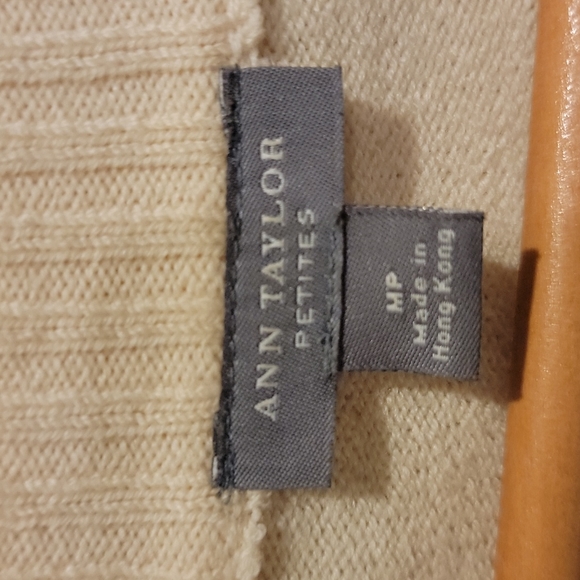 ANN TAYLOR
PETITES
MP
Made in
Hong Kong